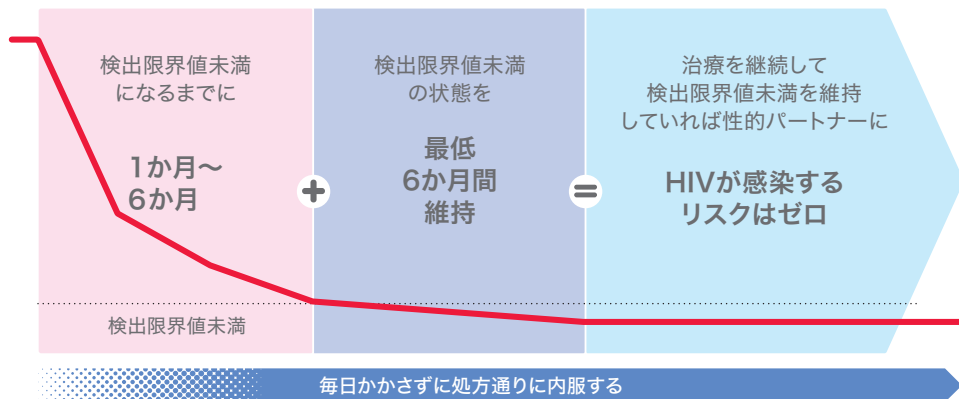 検出限界値未満
になるまでに
1か月〜
6か月
+
検出限界値未満
の状態を
最低
6か月間
維持
=
治療を継続して
検出限界値未満を維持
していれば性的パートナーに
HIVが感染する
リスクはゼロ
検出限界値未満
毎日かかさずに処方通りに内服する